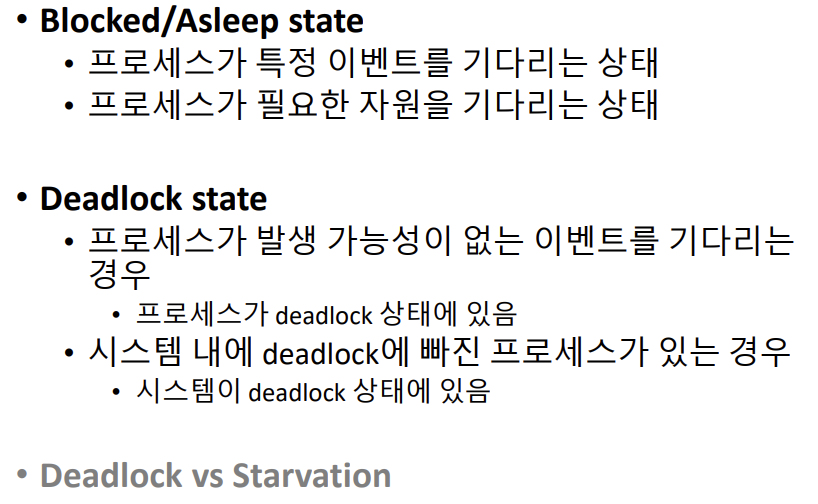 • Blocked/Asleep state
• 프로세스가 특정 이벤트를 기다리는 상태
• 프로세스가 필요한 자원을 기다리는 상태
• Deadlock state
• 프로세스가 발생 가능성이 없는 이벤트를 기다리는
경우
• 프로세스가 deadlock 상태에 있음
• 시스템 내에 deadlock에 빠진 프로세스가 있는 경우
• 시스템이 deadlock 상태에 있음
• Deadlock vs Starvation